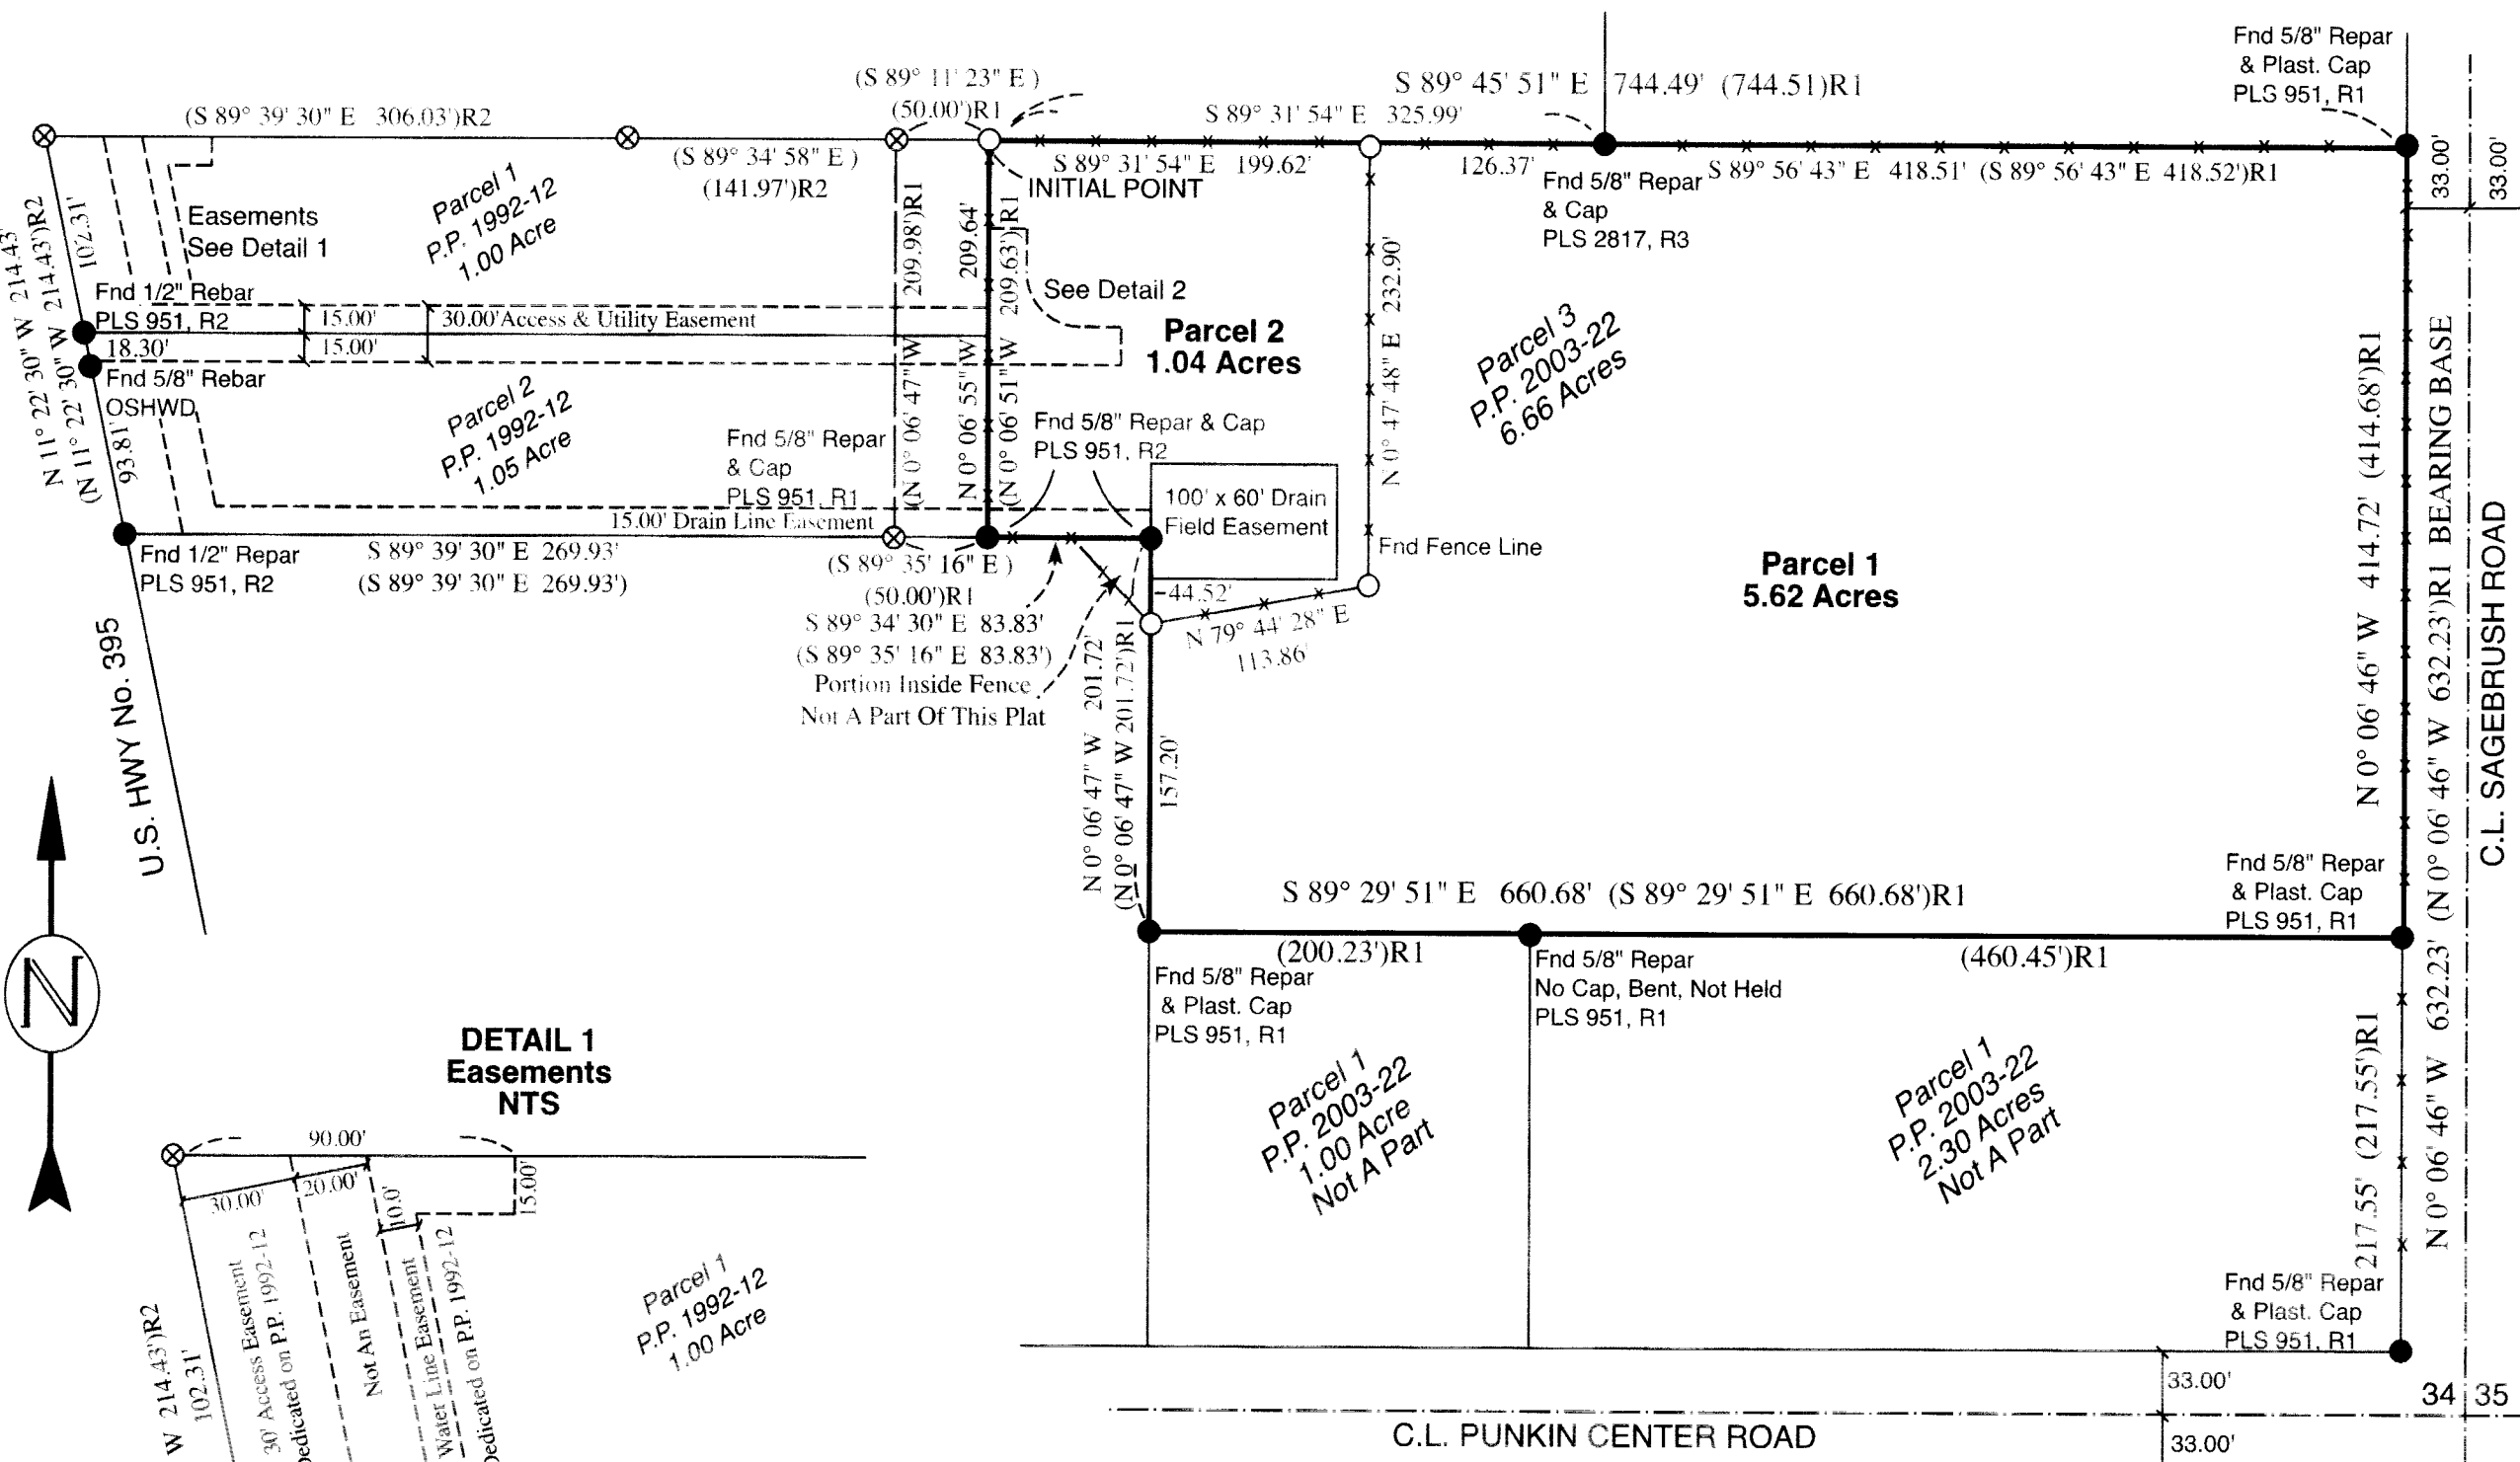 Fnd 5/8" Repar
& Plast. Cap
PLS 951, R1
(S 89° 11' 23" E )
(50.00')R1
S 89° 45' 51" E 744.49' (744.51)R1
(S 89° 39' 30" E 306.03')R2
S 89° 31' 54" E 325.99'
(S 89° 34' 58" E )
(141.97')R2
S 89° 31' 54" E 199.62'
126.37'
S 89° 56' 43" E 418.51' (S 89° 56' 43" E 418.52')R1
33.00'
33.00'
INITIAL POINT
Fnd 5/8" Repar
& Cap
PLS 2817, R3
Parcel 1
P.P. 1992-12
1.00 Acre
Easements
See Detail 1
N 11° 22' 30" W 214.43'
(N 11° 22' 30" W 214.43')R2
102.31'
Fnd 1/2" Rebar
PLS 951, R2
15.00'
30.00'Access & Utility Easement
18.30'
15.00'
Fnd 5/8" Rebar
OSHWD
93.81'
Parcel 2
P.P. 1992-12
1.05 Acre
209.98')R1
(N 0° 06' 47" W
209.64'
N 0° 06' 55" W
209.63')R1
(N 0° 06' 51" W
See Detail 2
Parcel 2
1.04 Acres
N 0° 47' 48" E 232.90'
Parcel 3
P.P. 2003-22
6.66 Acres
Fnd 5/8" Repar & Cap
PLS 951, R2
Fnd 5/8" Repar
& Cap
PLS 951, R1
100' x 60' Drain
Field Easement
15.00' Drain Line Easement
Fnd 1/2" Repar
PLS 951, R2
S 89° 39' 30" E 269.93'
(S 89° 39' 30" E 269.93')
(S 89° 35' 16" E )
(50.00')R1
S 89° 34' 30" E 83.83'
(S 89° 35' 16" E 83.83')
Portion Inside Fence
Not A Part Of This Plat
44.52'
N 79° 44' 28" E
113.86'
Fnd Fence Line
Parcel 1
5.62 Acres
N 0° 06' 46" W 414.72' (414.68')R1
N 0° 06' 46" W 632.23' (N 0° 06' 46" W 632.23')R1 BEARING BASE
C.L. SAGEBRUSH ROAD
U.S. HWY No. 395
N 0° 06' 47" W 201.72'
(N 0° 06' 47" W 201.72')R1
157.20'
S 89° 29' 51" E 660.68' (S 89° 29' 51" E 660.68')R1
Fnd 5/8" Repar
& Plast. Cap
PLS 951, R1
(200.23')R1
(460.45')R1
Fnd 5/8" Repar
& Plast. Cap
PLS 951, R1
Fnd 5/8" Repar
No Cap, Bent, Not Held
PLS 951, R1
N
Parcel 1
P.P. 2003-22
1.00 Acre
Not A Part
Parcel 1
P.P. 2003-22
2.30 Acres
Not A Part
217.55' (217.55')R1
Fnd 5/8" Repar
& Plast. Cap
PLS 951, R1
33.00'
34 35
C.L. PUNKIN CENTER ROAD
33.00'
DETAIL 1
Easements
NTS
90.00'
30.00'
20.00'
10.0'
15.00'
W 214.43')R2
102.31'
30' Access Easement
Dedicated on P.P. 1992-12
Not An Easement
Water Line Easement
Dedicated on P.P. 1992-12
Parcel 1
P.P. 1992-12
1.00 Acre